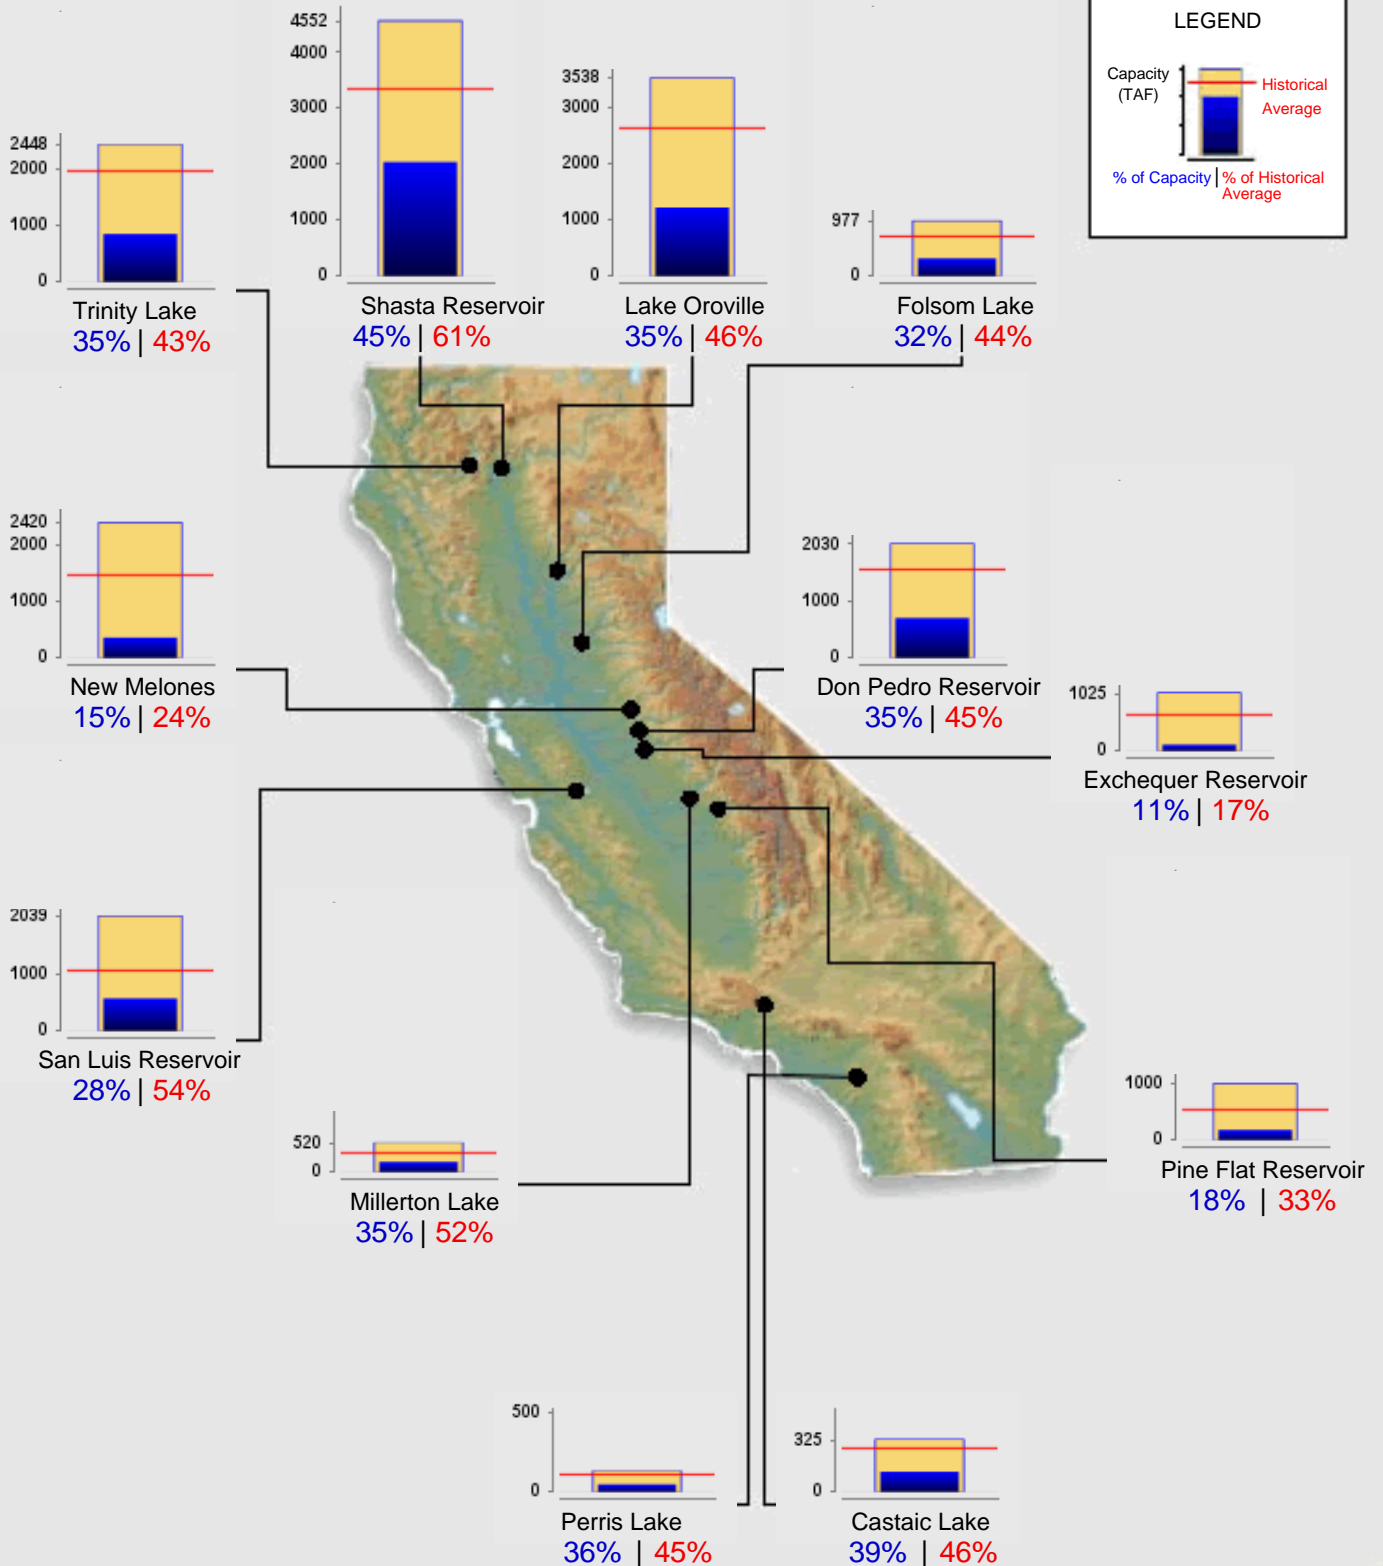 LEGEND
Capacity
(TAF)
Historical
Average
% of Capacity | % of Historical
Average
4552
4000
3000
2000
1000
0
Shasta Reservoir
45% | 61%
3538
3000
2000
1000
0
Lake Oroville
35% | 46%
2448
2000
1000
0
Trinity Lake
35% | 43%
977
0
Folsom Lake
32% | 44%
2420
2000
1000
0
New Melones
15% | 24%
2030
1000
0
Don Pedro Reservoir
35% | 45%
1025
0
Exchequer Reservoir
11% | 17%
2039
1000
0
San Luis Reservoir
28% | 54%
520
0
Millerton Lake
35% | 52%
1000
0
Pine Flat Reservoir
18% | 33%
500
0
Perris Lake
36% | 45%
325
0
Castaic Lake
39% | 46%